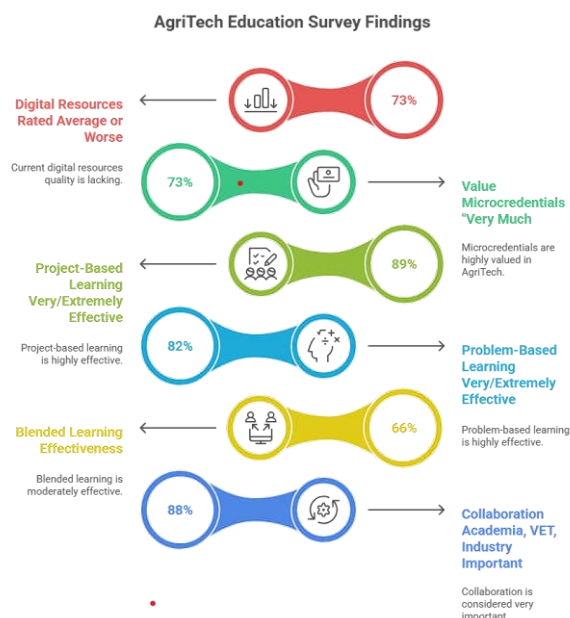 AgriTech Education Survey Findings
73%
Digital Resources
Rated Average or
Worse
Current digital resources
quality is lacking.
73%
Value
Microcredentials
"Very Much
Microcredentials are
highly valued in
AgriTech.
89%
Project-Based
Learning
Very/Extremely
Effective
Project-based learning
is highly effective.
82%
Problem-Based
Learning
Very/Extremely
Effective
Problem-based learning
is highly effective.
66%
Blended Learning
Effectiveness
Blended learning is
moderately effective.
88%
Collaboration
Academia, VET,
Industry
Important
Collaboration is
considered very
important